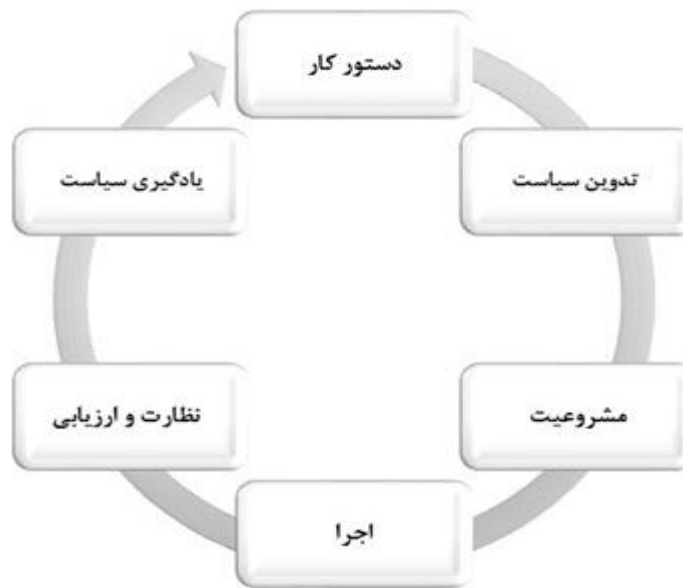 دستور کار
تدوین سیاست
مشروعیت
اجرا
نظارت و ارزیابی
یادگیری سیاست